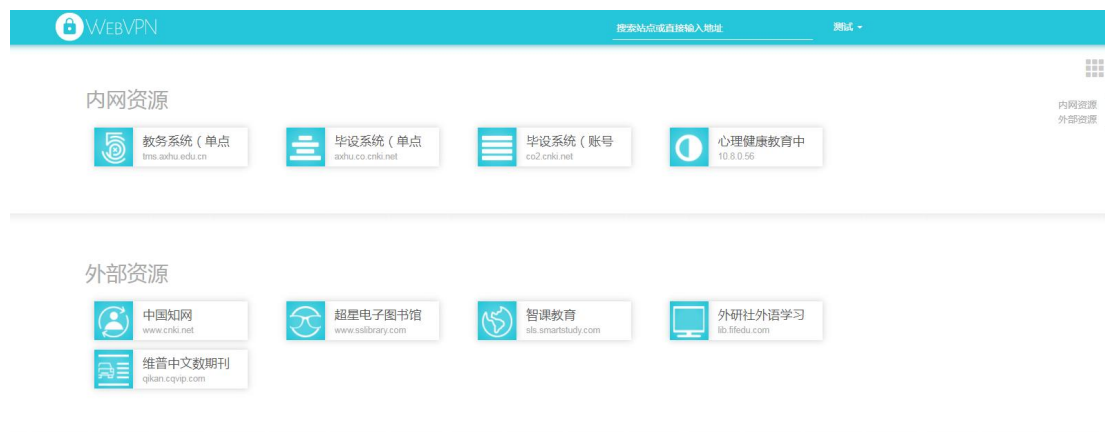 WEBVPN
搜索站点或直接输入地址
测试
内网资源
外部资源
内网资源
教务系统（单点
tms.axhu.edu.cn
毕设系统（单点
axhu.co.cnki.net
毕设系统（账号
co2.cnki.net
心理健康教育中
10.8.0.56
外部资源
中国知网
www.cnki.net
超星电子图书馆
www.sslibrary.com
智课教育
sls.smartstudy.com
外研社外语学习
lib.fifedu.com
维普中文数期刊
qikan.cqvip.com